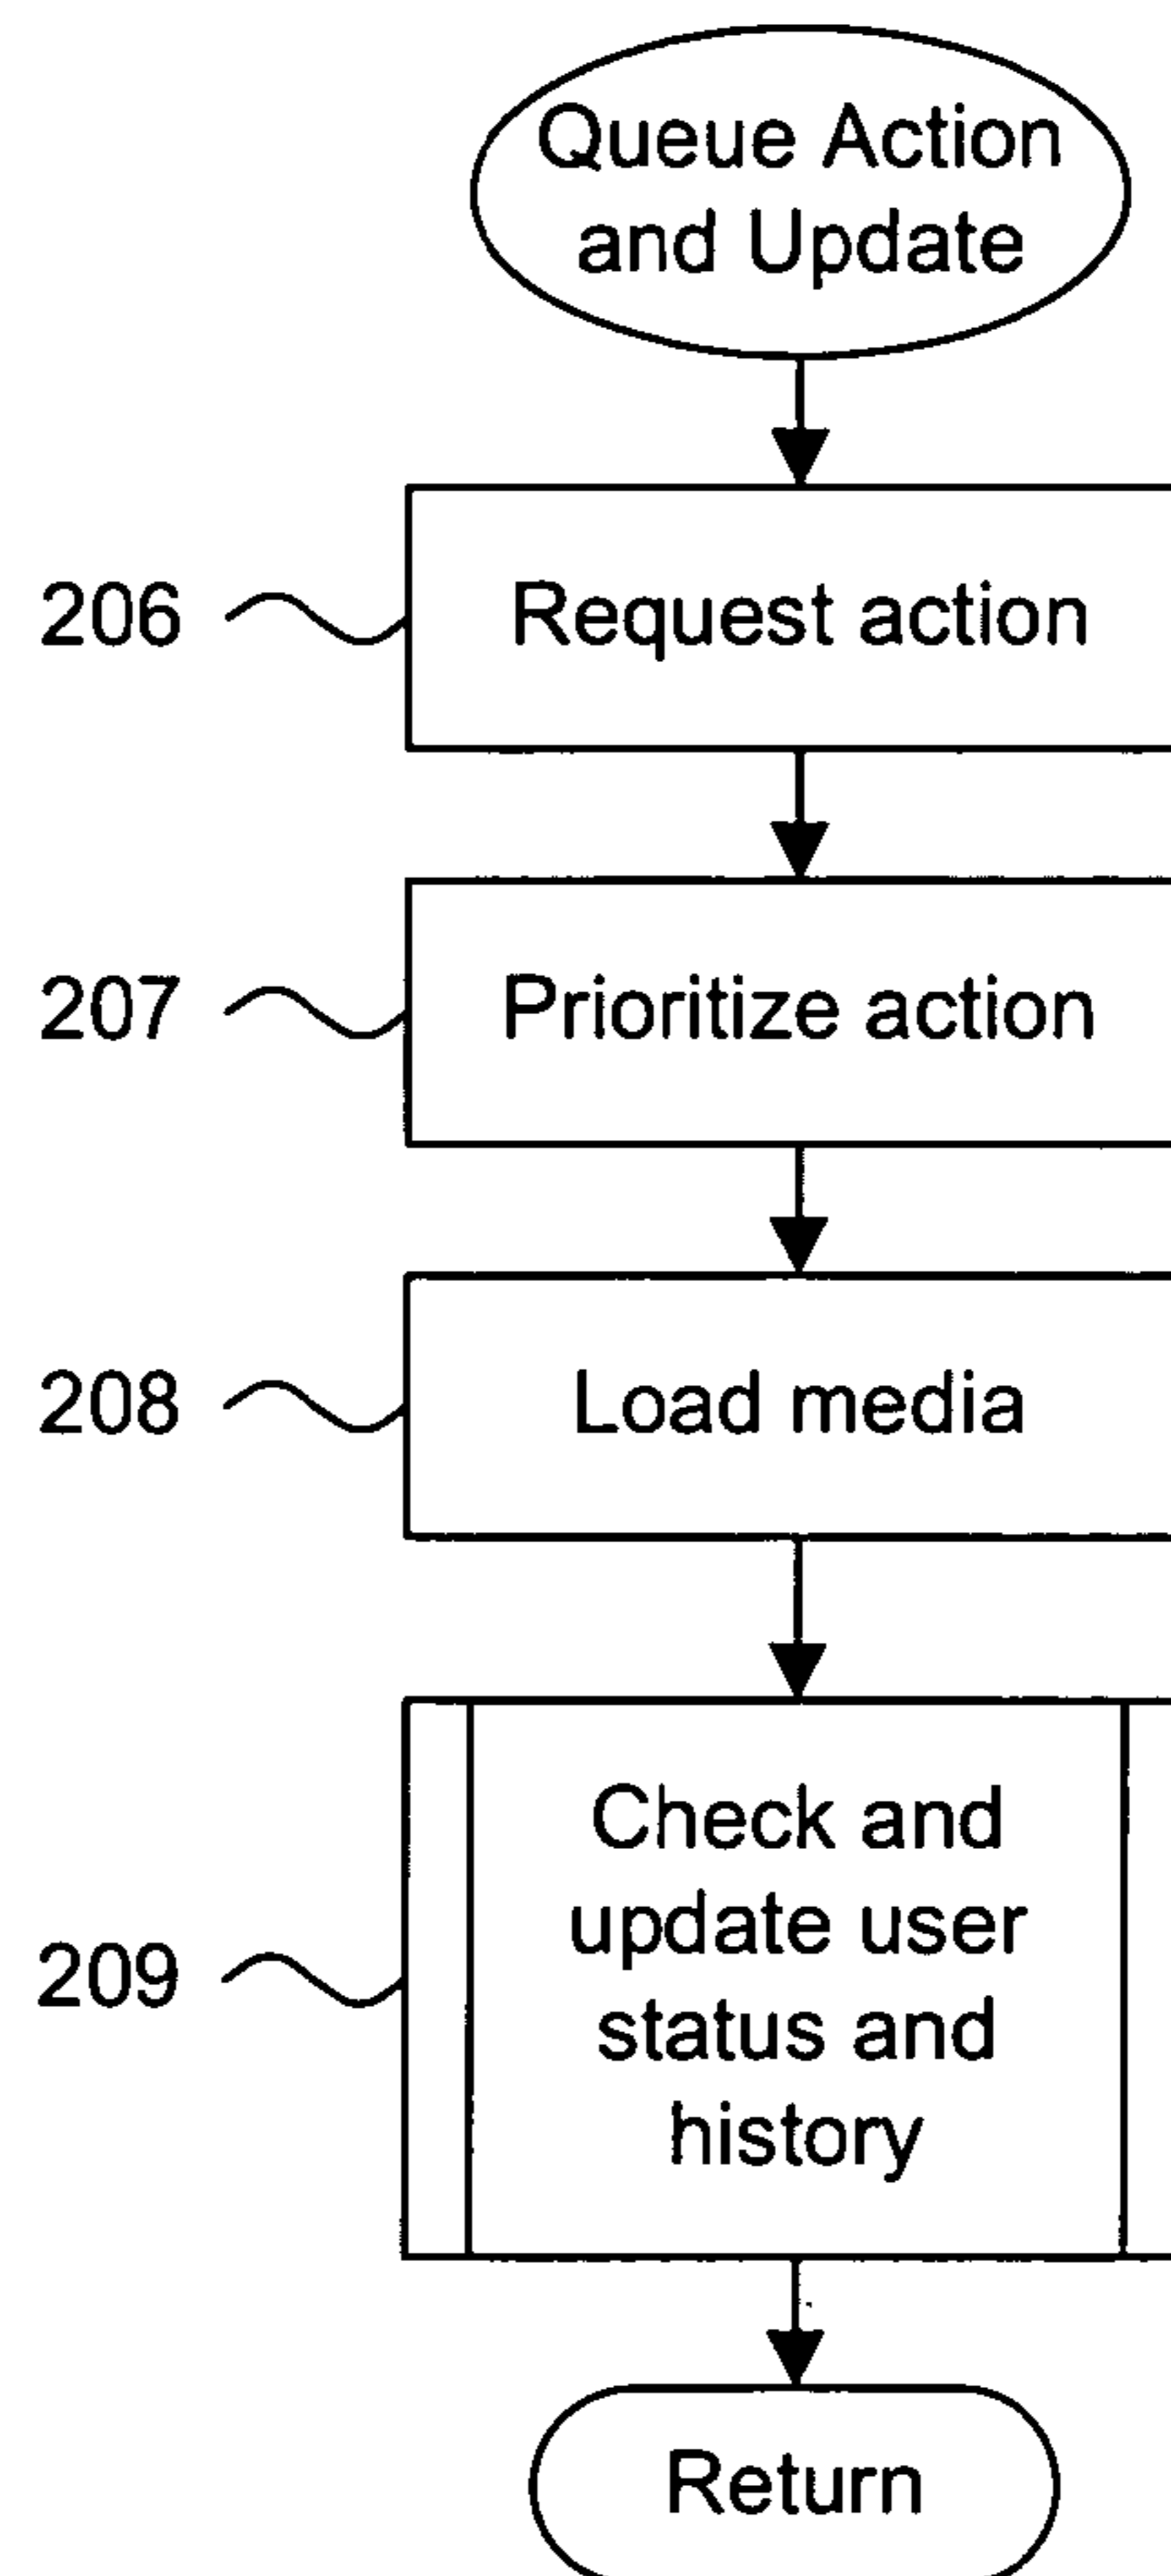 Queue Action
and Update
206
Request action
207
Prioritize action
208
Load media
209
Check and
update user
status and
history
Return